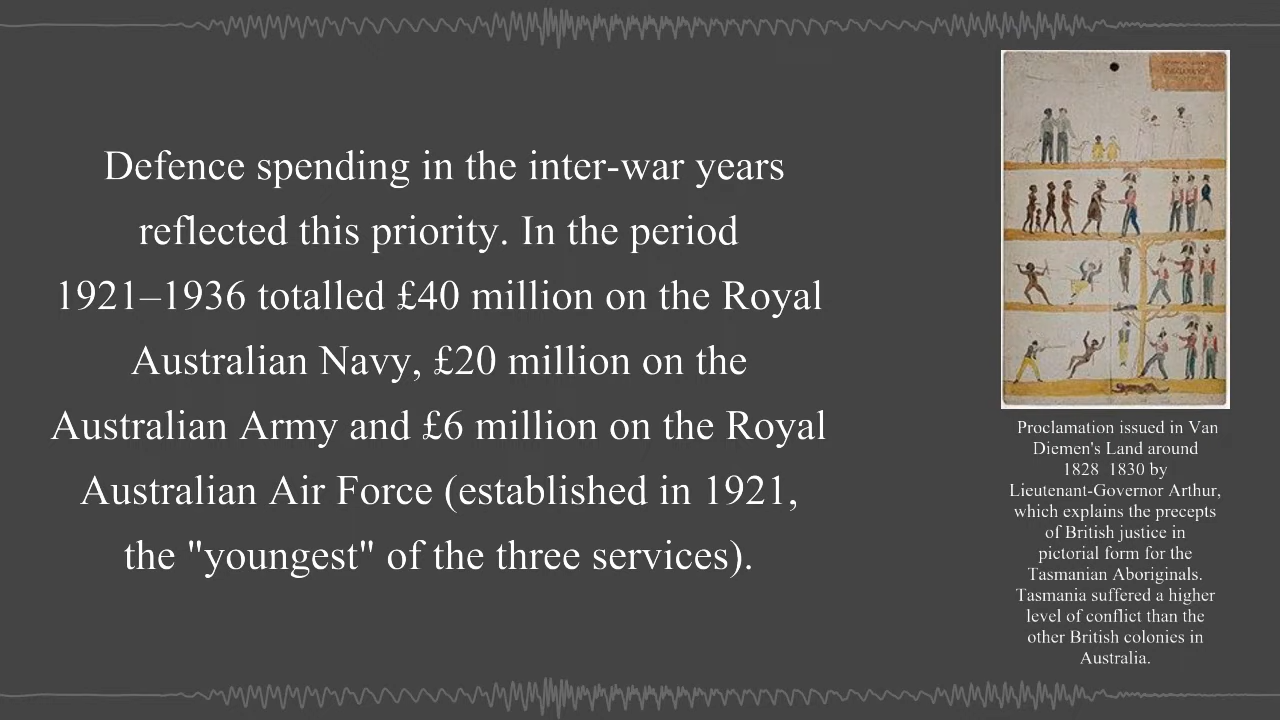 Defence spending in the inter-war years
reflected this priority. In the period
1921–1936 totalled £40 million on the Royal
Australian Navy, £20 million on the
Australian Army and £6 million on the Royal
Australian Air Force (established in 1921,
the "youngest" of the three services).
Proclamation issued in Van
Diemen's Land around
1828 1830 by
Lieutenant-Governor Arthur,
which explains the precepts
of British justice in
pictorial form for the
Tasmanian Aboriginals.
Tasmania suffered a higher
level of conflict than the
other British colonies in
Australia.